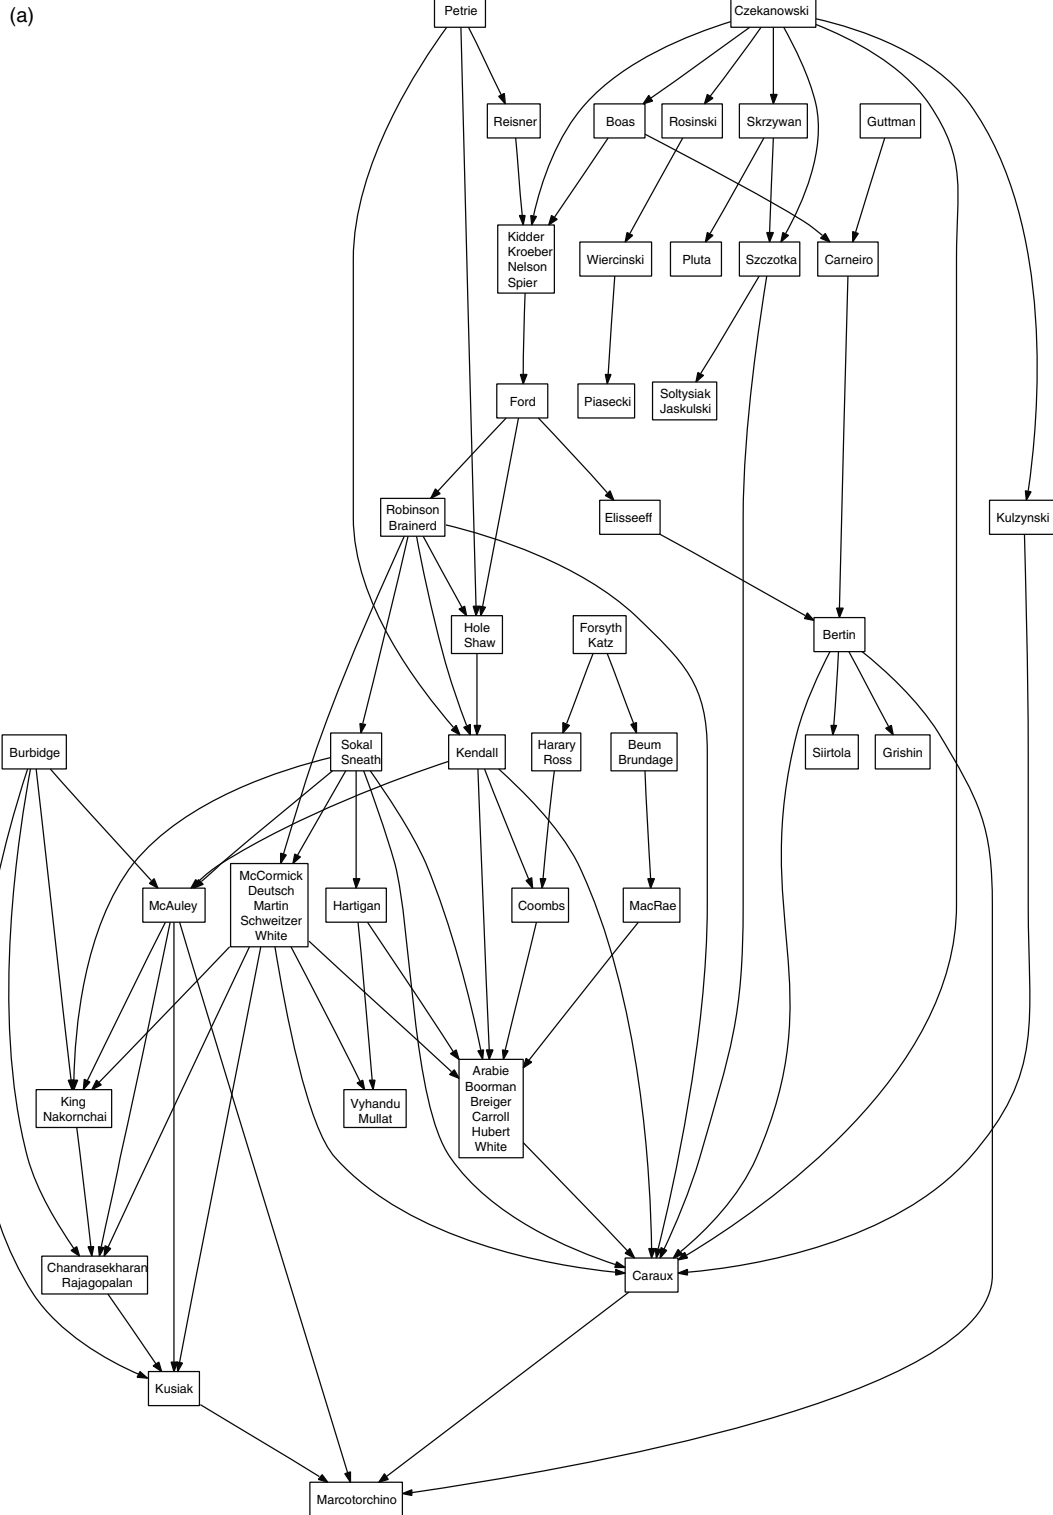 (a)
Petrie
Czekanowski
Reisner
Boas
Rosinski
Skrzywan
Guttman
Kidder
Kroeber
Nelson
Spier
Wiercinski
Pluta
Szczotka
Carneiro
Ford
Piasecki
Soltysiak
Jaskulski
Robinson
Brainerd
Elisseeff
Kulzynski
Hole
Shaw
Forsyth
Katz
Bertin
Burbidge
Sokal
Sneath
Kendall
Harary
Ross
Beum
Brundage
Siirtola
Grishin
McAuley
McCormick
Deutsch
Martin
Schweitzer
White
Hartigan
Coombs
MacRae
King
Nakornchai
Vyhandu
Mullat
Arabie
Boorman
Breiger
Carroll
Hubert
White
Chandrasekharan
Rajagopalan
Caraux
Kusiak
Marcotorchino